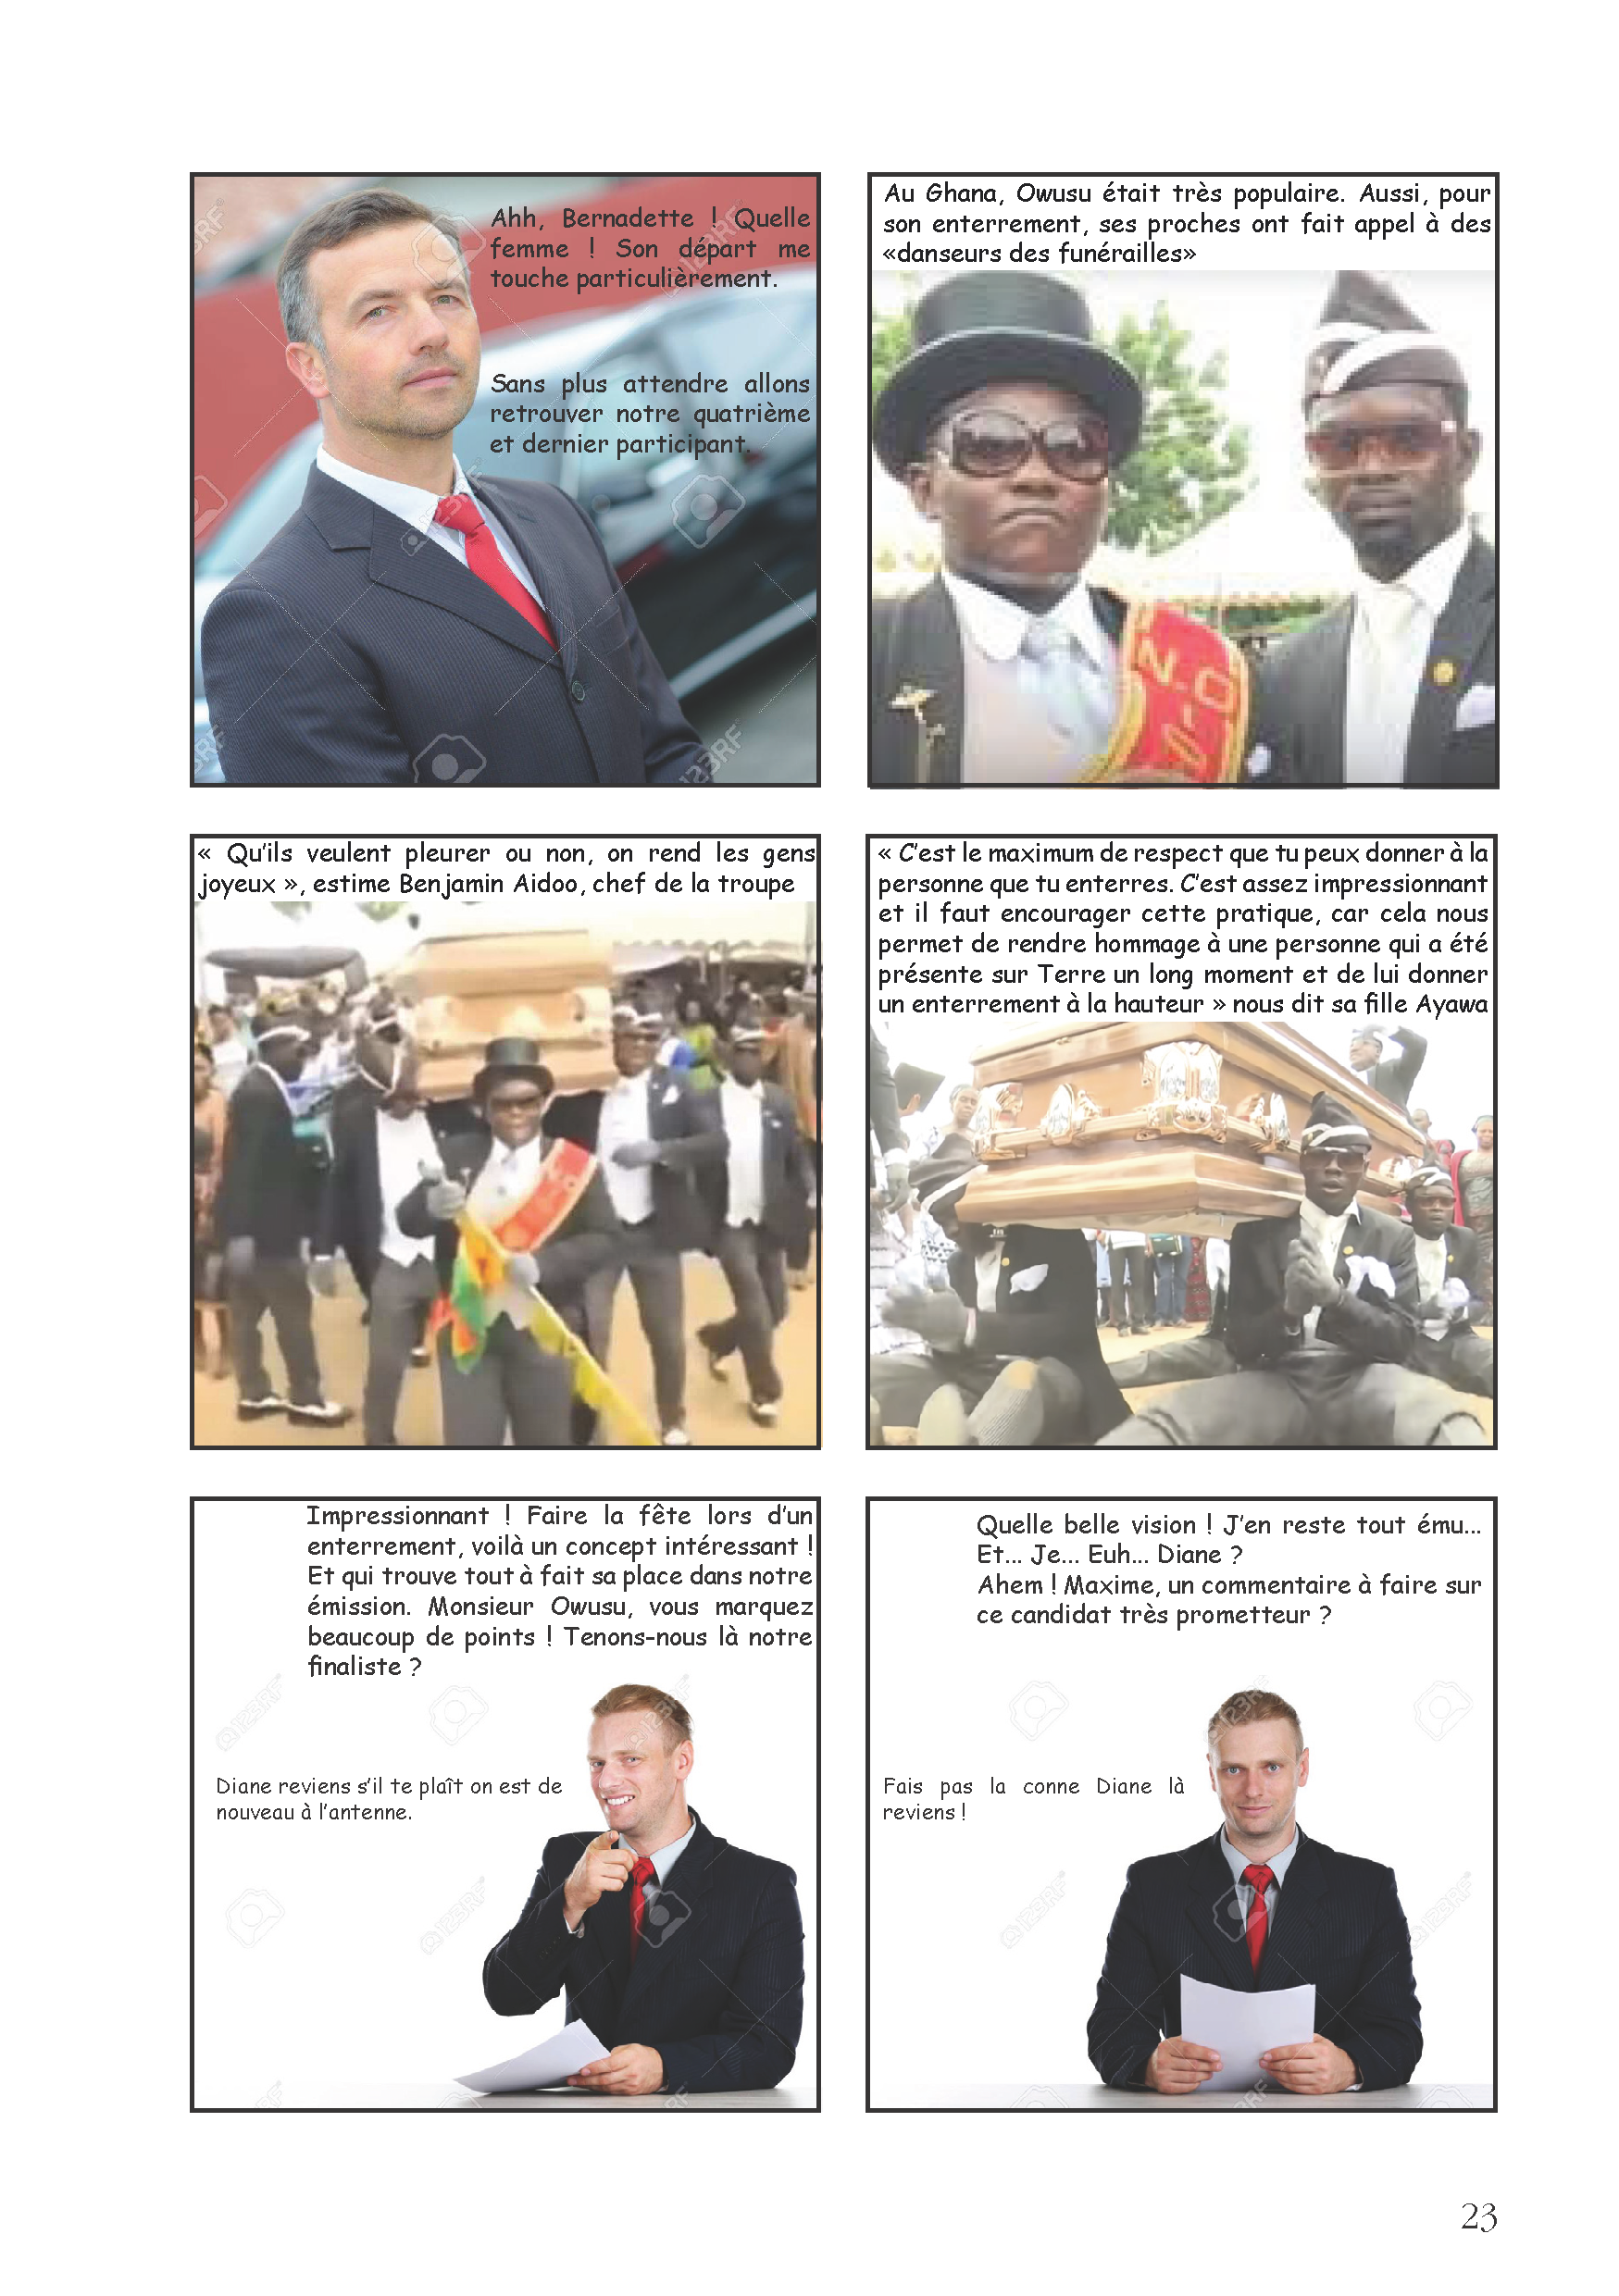 Ahh, Bernadette ! Quelle
femme ! Son départ me
touche particulièrement.
Sans plus attendre allons
retrouver notre quatrième
et dernier participant.
Au Ghana, Owusu était très populaire. Aussi, pour
son enterrement, ses proches ont fait appel à des
«danseurs des funérailles»
« Qu’ils veulent pleurer ou non, on rend les gens
joyeux », estime Benjamin Aidoo, chef de la troupe
« C’est le maximum de respect que tu peux donner à la
personne que tu enterres. C’est assez impressionnant
et il faut encourager cette pratique, car cela nous
permet de rendre hommage à une personne qui a été
présente sur Terre un long moment et de lui donner
un enterrement à la hauteur » nous dit sa fille Ayawa
Impressionnant ! Faire la fête lors d’un
enterrement, voilà un concept intéressant !
Et qui trouve tout à fait sa place dans notre
émission. Monsieur Owusu, vous marquez
beaucoup de points ! Tenons-nous là notre
finaliste ?
Diane reviens s’il te plaît on est de
nouveau à l’antenne.
Quelle belle vision ! J’en reste tout ému...
Et... Je... Euh... Diane ?
Ahem ! Maxime, un commentaire à faire sur
ce candidat très prometteur ?
Fais pas la conne Diane là
reviens !
23